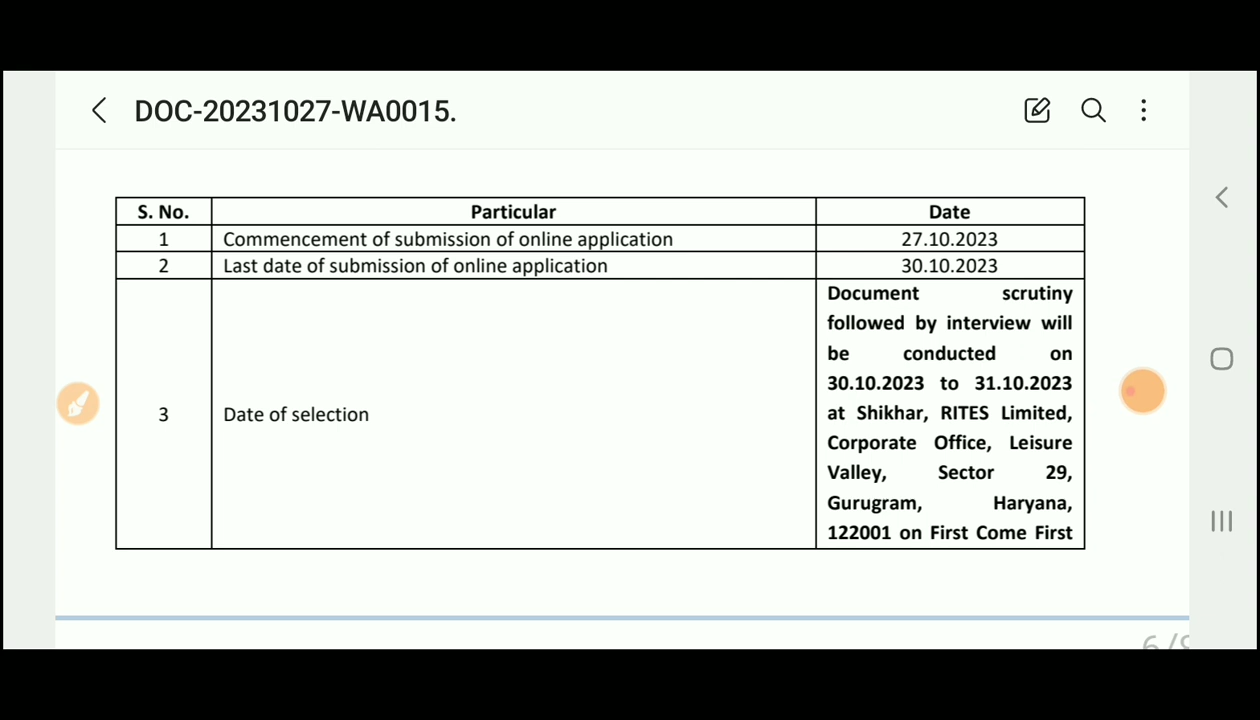 DOC-20231027-WA0015.
S. No. Particular Date
1 Commencement of submission of online application 27.10.2023
2 Last date of submission of online application 30.10.2023
3 Date of selection
Document scrutiny
followed by interview will
be conducted on
30.10.2023 to 31.10.2023
at Shikhar, RITES Limited,
Corporate Office, Leisure
Valley, Sector 29,
Gurugram, Haryana,
122001 on First Come First